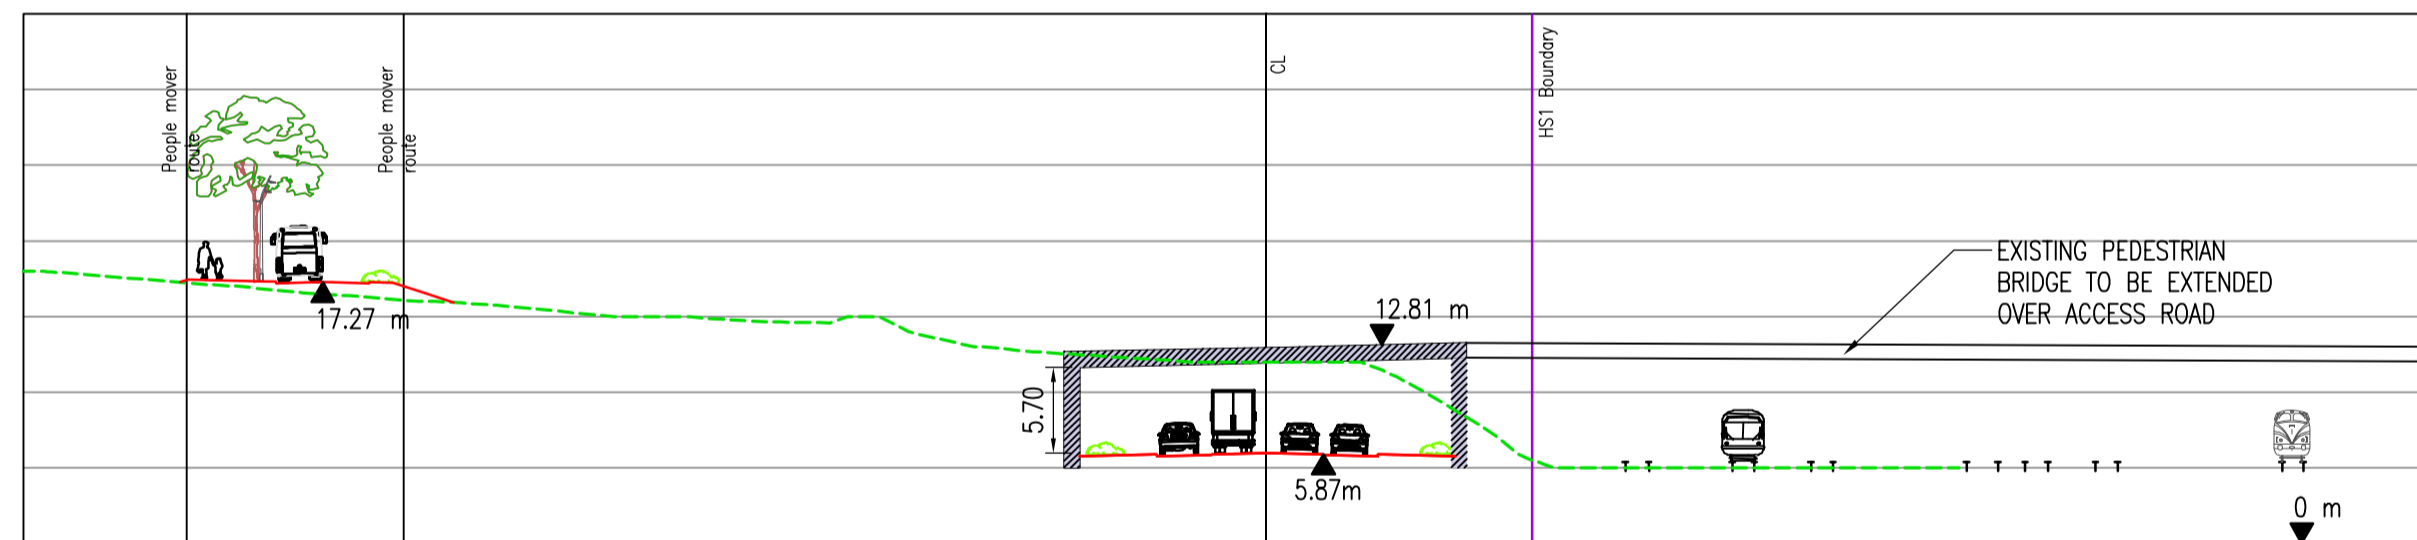 People mover
route
People mover
route
CL
HS1 Boundary
17.27 m
12.81 m
5.70
5.87m
EXISTING PEDESTRIAN
BRIDGE TO BE EXTENDED
OVER ACCESS ROAD
0 m